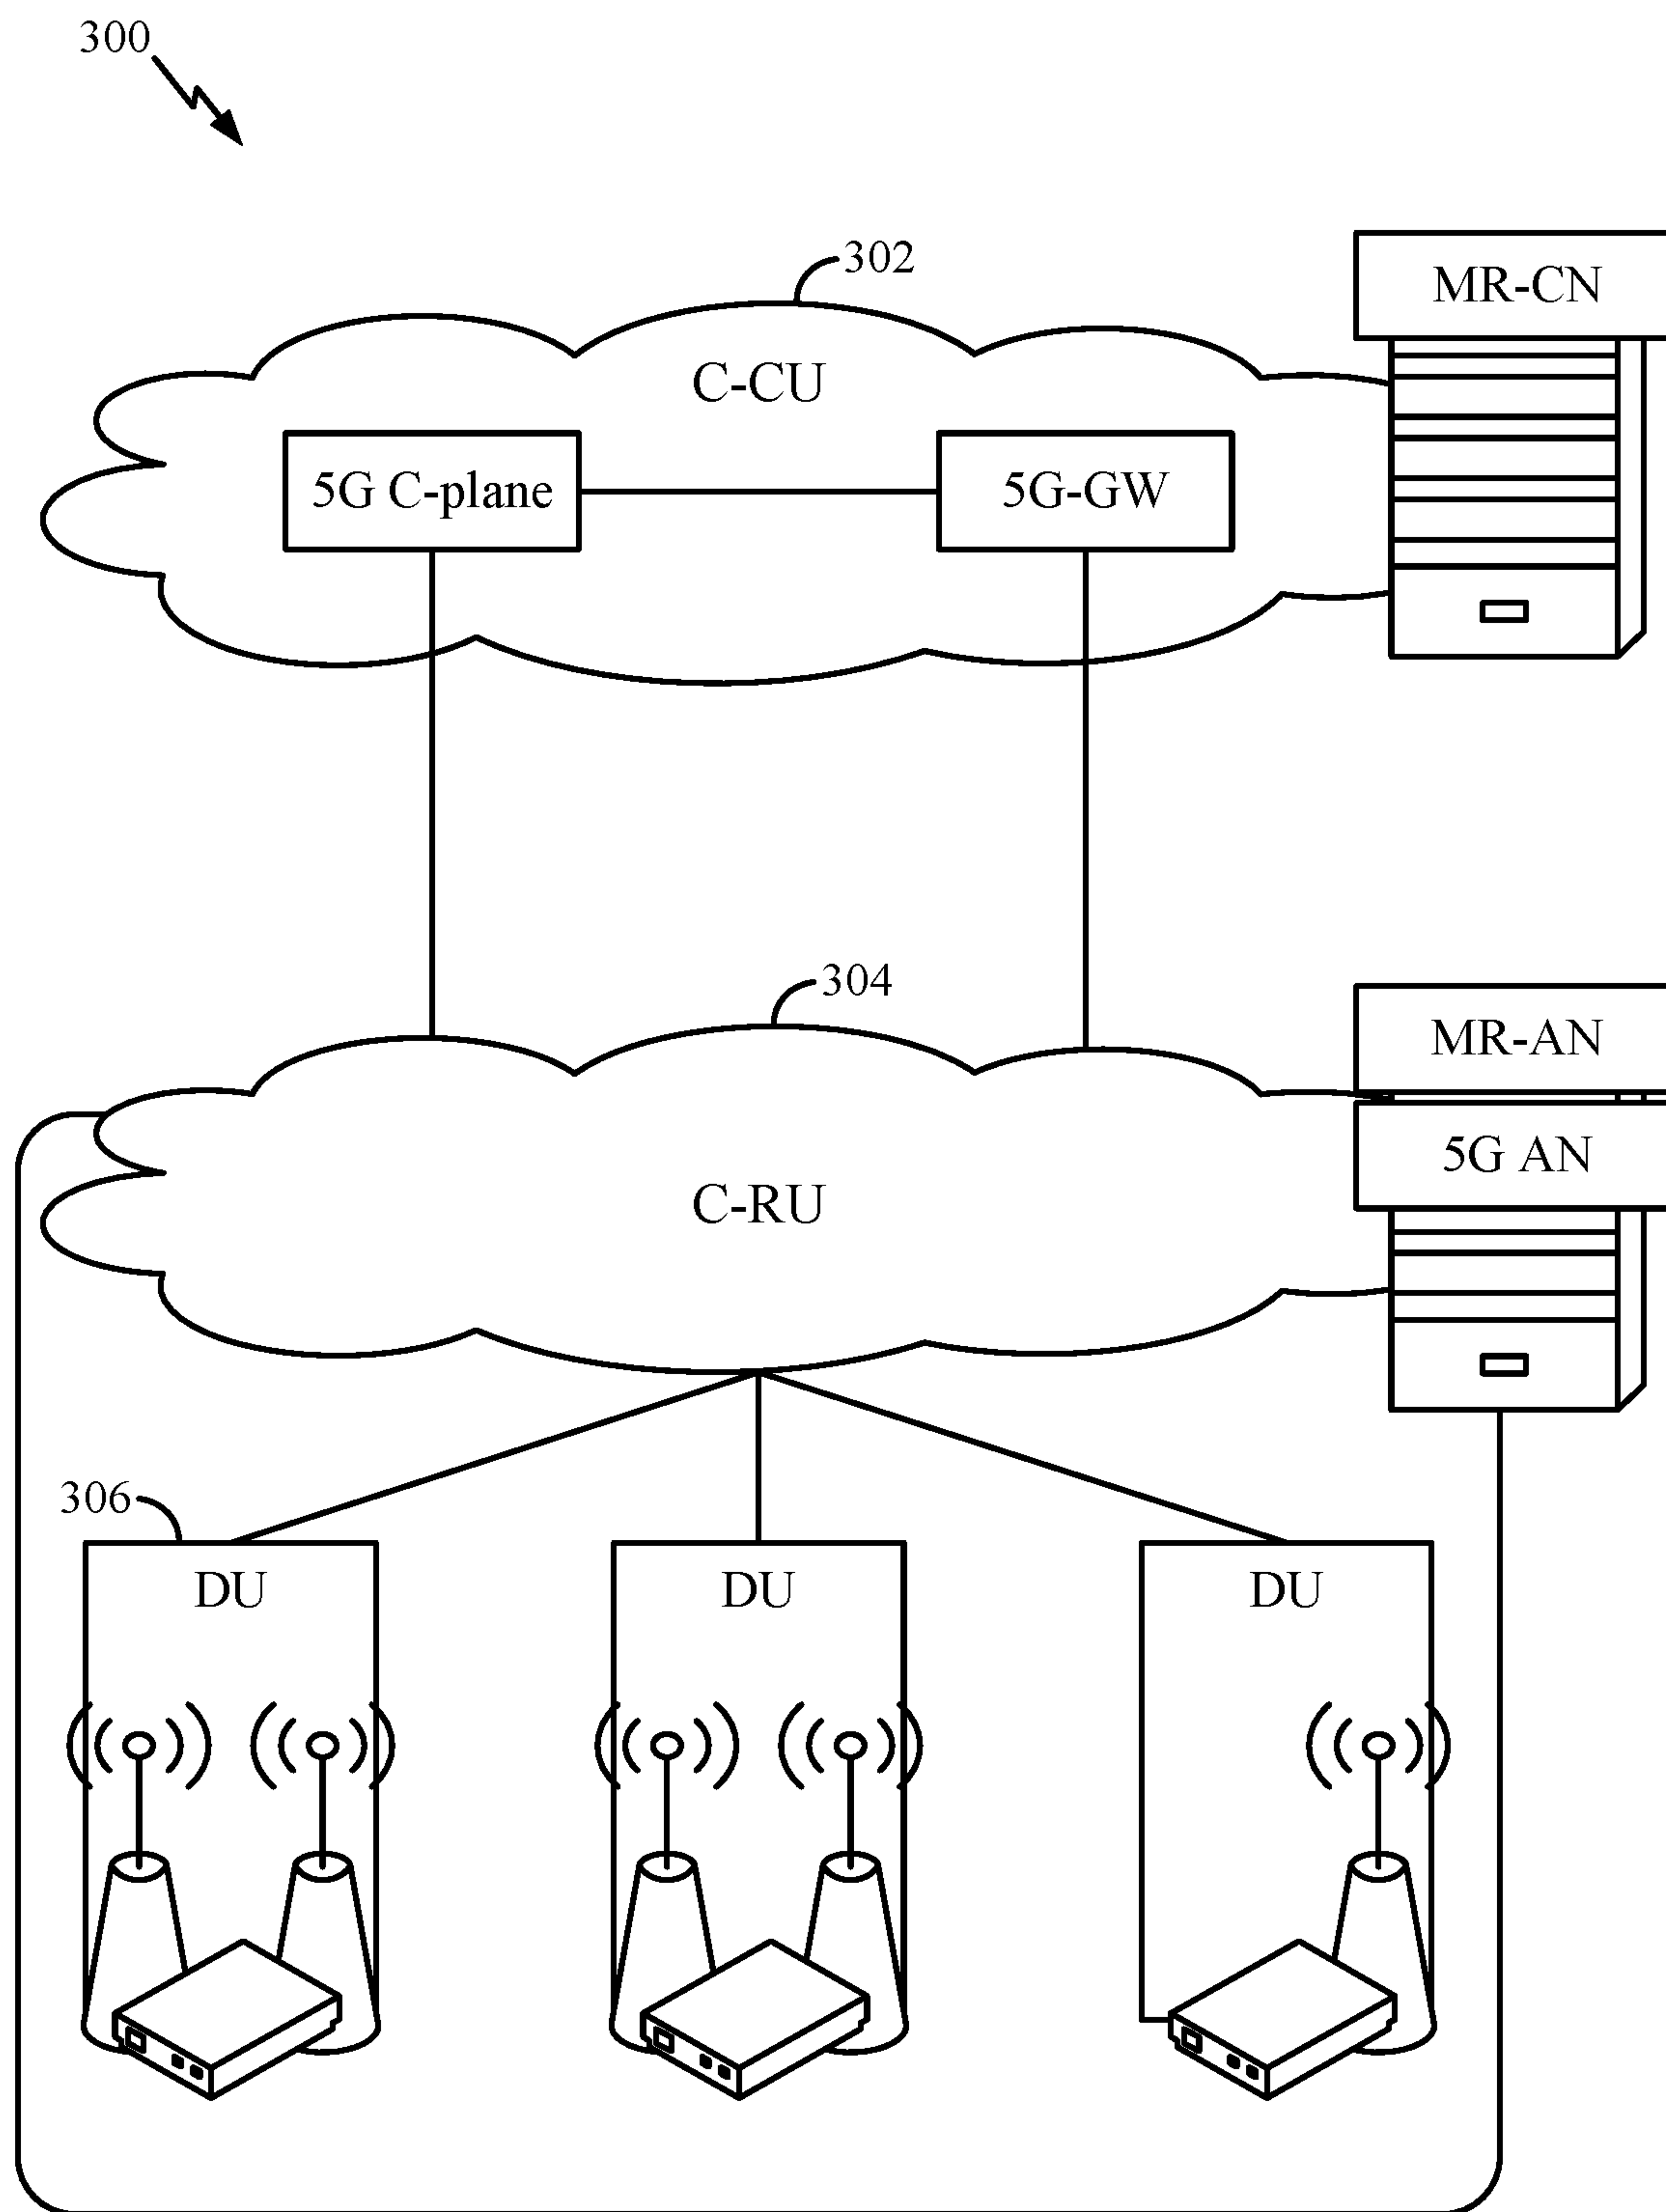 300
302
MR-CN
C-CU
5G C-plane
5G-GW
304
MR-AN
5G AN
C-RU
306
DU
DU
DU